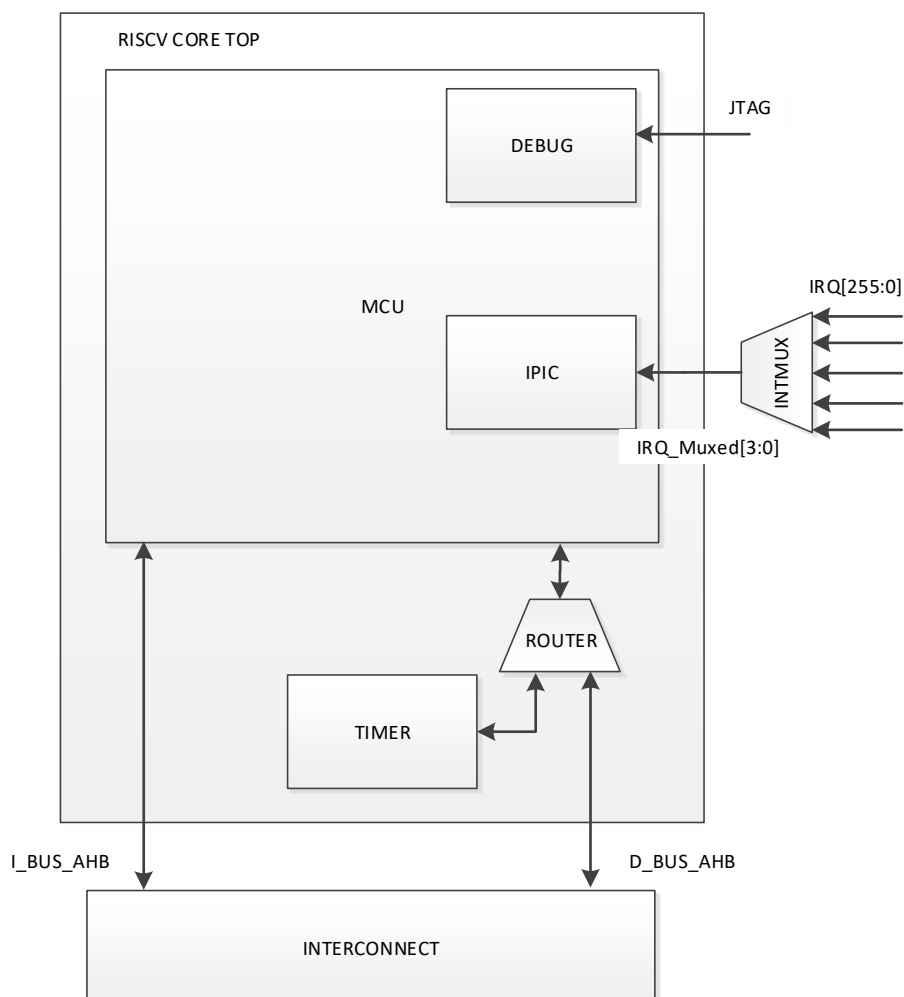 RISCV CORE TOP
JTAG
DEBUG
IRQ[255:0]
MCU
INTMUX
IPIC
IRQ_Muxed[3:0]
ROUTER
TIMER
I_BUS_AHB
D_BUS_AHB
INTERCONNECT